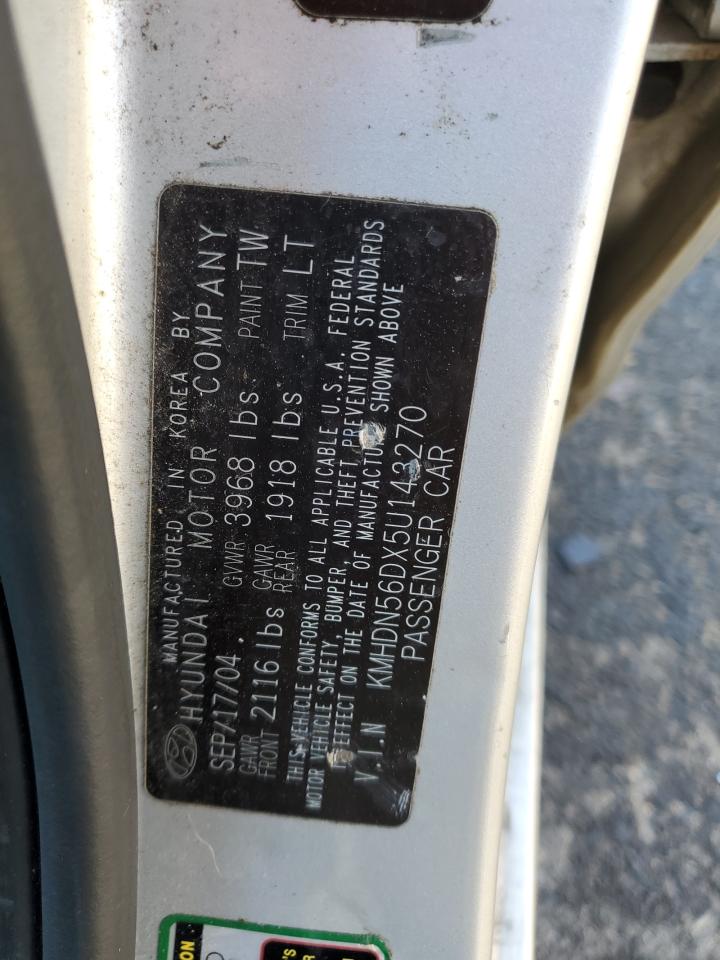 MANUFACTURED IN KOREA BY
HYUNDAI MOTOR COMPANY
SEP/17/04 GVWR 3968 lbs PAINT TW
GAWR FRONT 2116 lbs GAWR REAR 1918 lbs TRIM LT
THIS VEHICLE CONFORMS TO ALL APPLICABLE U.S.A. FEDERAL
MOTOR VEHICLE SAFETY, BUMPER, AND THEFT PREVENTION STANDARDS
IN EFFECT ON THE DATE OF MANUFACTURE SHOWN ABOVE
V.I.N KMHDN56DX5U143270
PASSENGER CAR